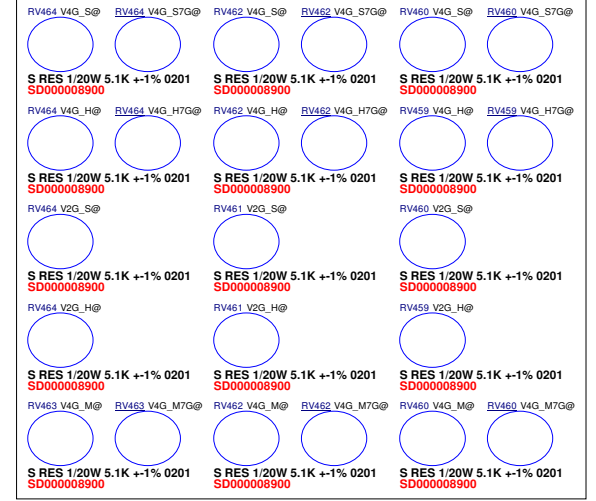 RV464 V4G_S@ RV464 V4G_S7G@ RV462 V4G_S@ RV462 V4G_S7G@ RV460 V4G_S@ RV460 V4G_S7G@
S RES 1/20W 5.1K +-1% 0201 S RES 1/20W 5.1K +-1% 0201 S RES 1/20W 5.1K +-1% 0201
SD000008900 SD000008900 SD000008900
RV464 V4G_H@ RV464 V4G_H7G@ RV462 V4G_H@ RV462 V4G_H7G@ RV459 V4G_H@ RV459 V4G_H7G@
S RES 1/20W 5.1K +-1% 0201 S RES 1/20W 5.1K +-1% 0201 S RES 1/20W 5.1K +-1% 0201
SD000008900 SD000008900 SD000008900
RV464 V2G_S@ RV461 V2G_S@ RV460 V2G_S@
S RES 1/20W 5.1K +-1% 0201 S RES 1/20W 5.1K +-1% 0201 S RES 1/20W 5.1K +-1% 0201
SD000008900 SD000008900 SD000008900
RV464 V2G_H@ RV461 V2G_H@ RV459 V2G_H@
S RES 1/20W 5.1K +-1% 0201 S RES 1/20W 5.1K +-1% 0201 S RES 1/20W 5.1K +-1% 0201
SD000008900 SD000008900 SD000008900
RV463 V4G_M@ RV463 V4G_M7G@ RV462 V4G_M@ RV462 V4G_M7G@ RV460 V4G_M@ RV460 V4G_M7G@
S RES 1/20W 5.1K +-1% 0201 S RES 1/20W 5.1K +-1% 0201 S RES 1/20W 5.1K +-1% 0201
SD000008900 SD000008900 SD000008900